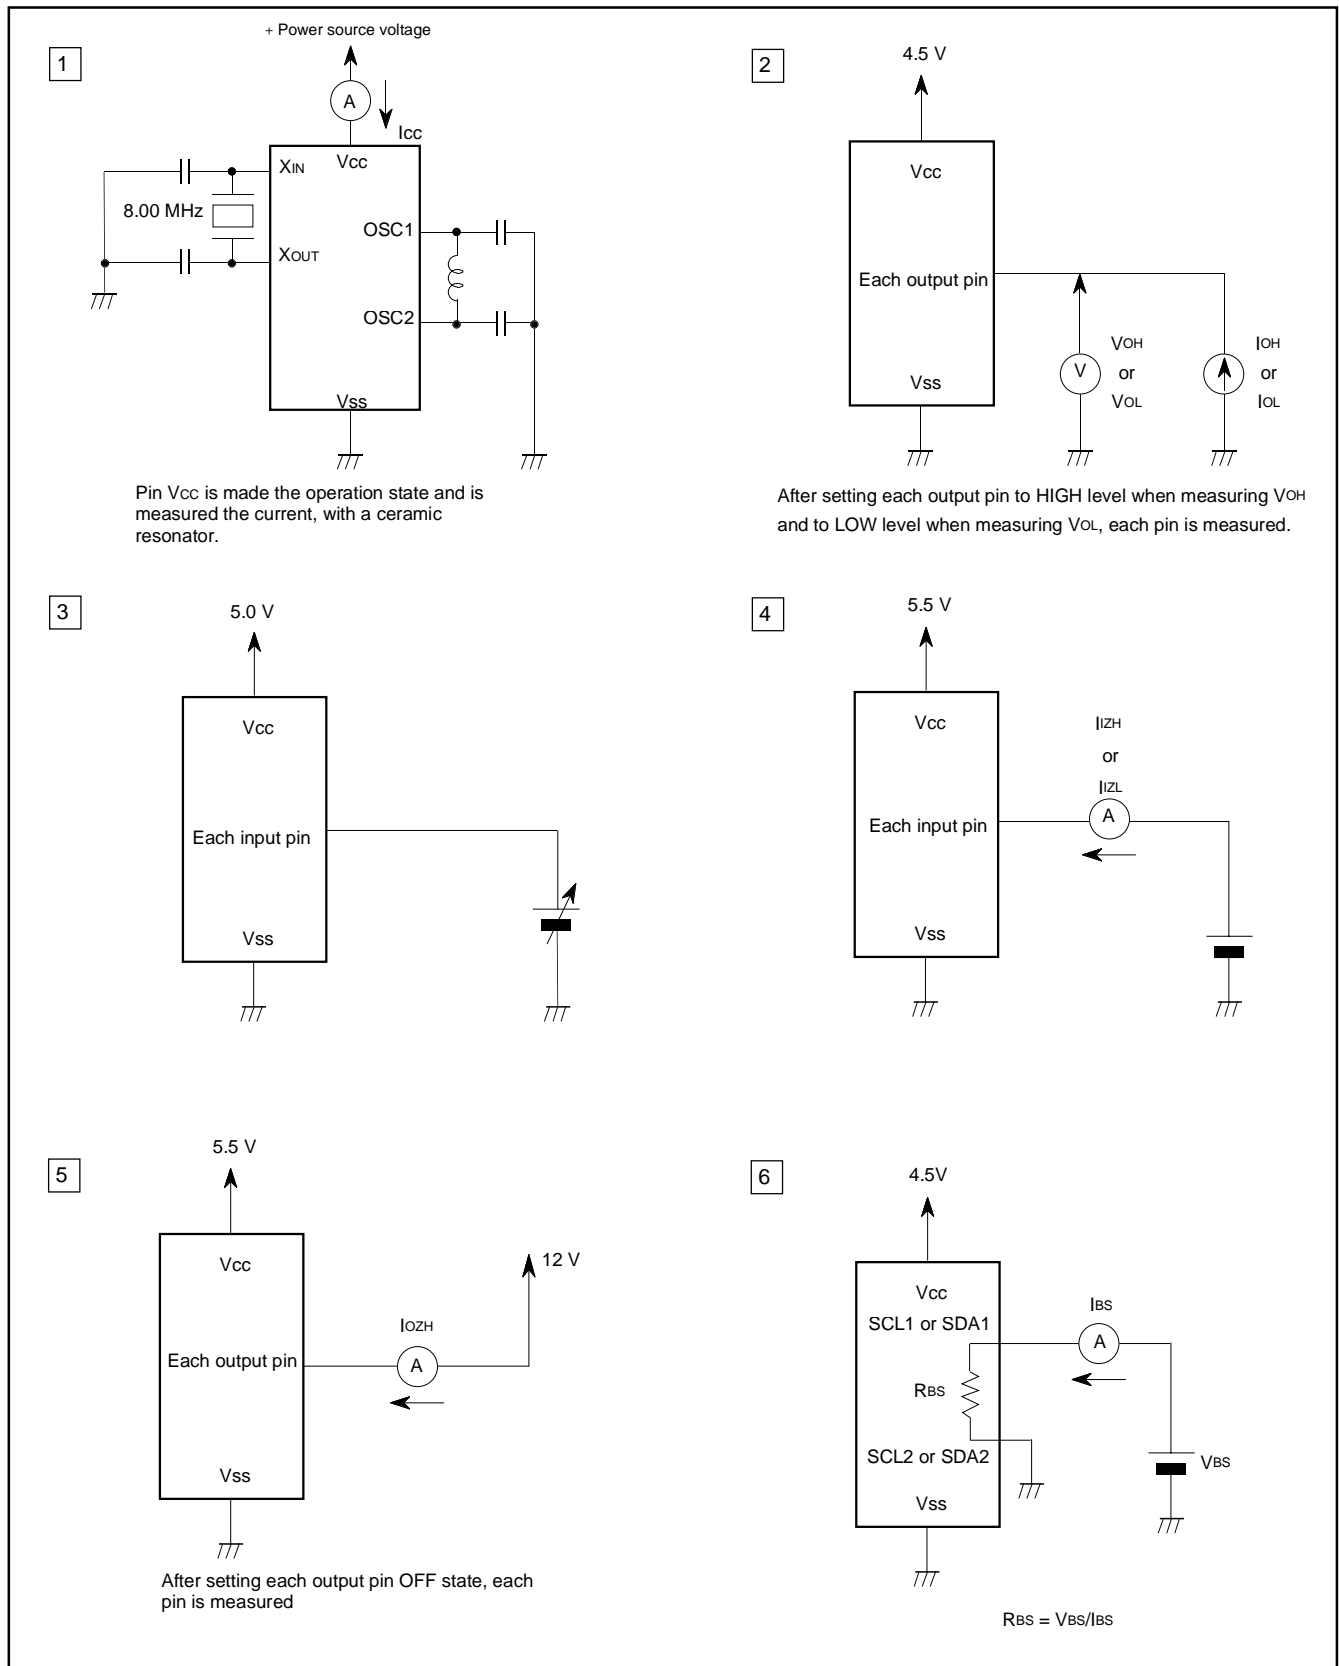 1
+ Power source voltage
A
Icc
Vcc
XIN
8.00 MHz
XOUT
OSC1
OSC2
Vss
Pin VCC is made the operation state and is
measured the current, with a ceramic
resonator.
2
4.5 V
Vcc
Each output pin
Vss
V
VOH
or
VOL
IOH
or
IOL
After setting each output pin to HIGH level when measuring VOH
and to LOW level when measuring VOL, each pin is measured.
3
5.0 V
Vcc
Each input pin
Vss
4
5.5 V
Vcc
Each input pin
Vss
IIZH
or
IIZL
A
5
5.5 V
Vcc
Each output pin
Vss
IOZH
A
12 V
After setting each output pin OFF state, each
pin is measured
6
4.5V
Vcc
SCL1 or SDA1
RBS
SCL2 or SDA2
Vss
IBS
A
VBS
RBS = VBS/IBS